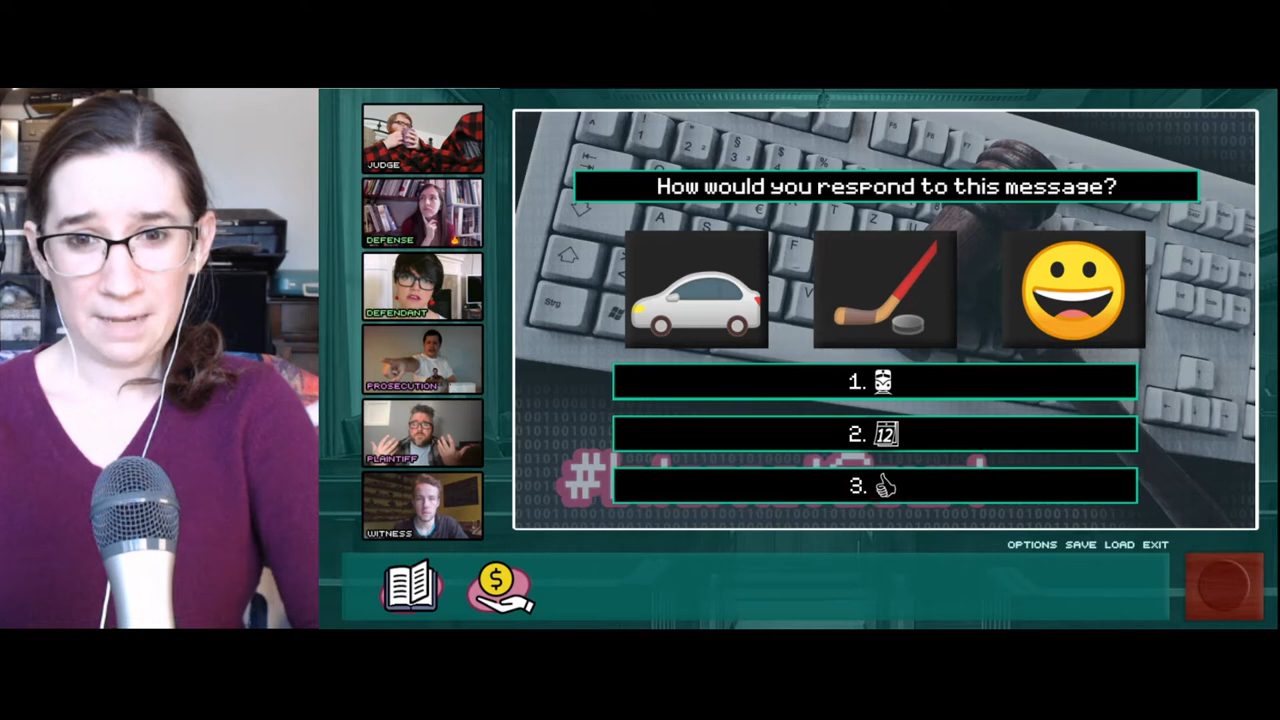 JUDGE
DEFENSE
DEFENDANT
PROSECUTION
PLAINTIFF
WITNESS
How would you respond to this message?
1.
2. 12
3.
OPTIONS SAVE LOAD EXIT